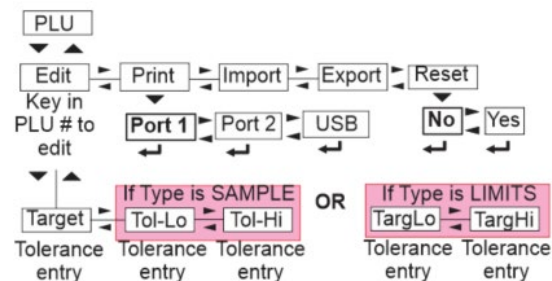 PLU
Edit Print Import Export Reset
Key in
PLU # to
edit
Port 1 Port 2 USB
No Yes
If Type is SAMPLE
OR
If Type is LIMITS
Target Tol-Lo Tol-Hi
TargLo TargHi
Tolerance
entry
Tolerance
entry
Tolerance
entry
Tolerance
entry
Tolerance
entry